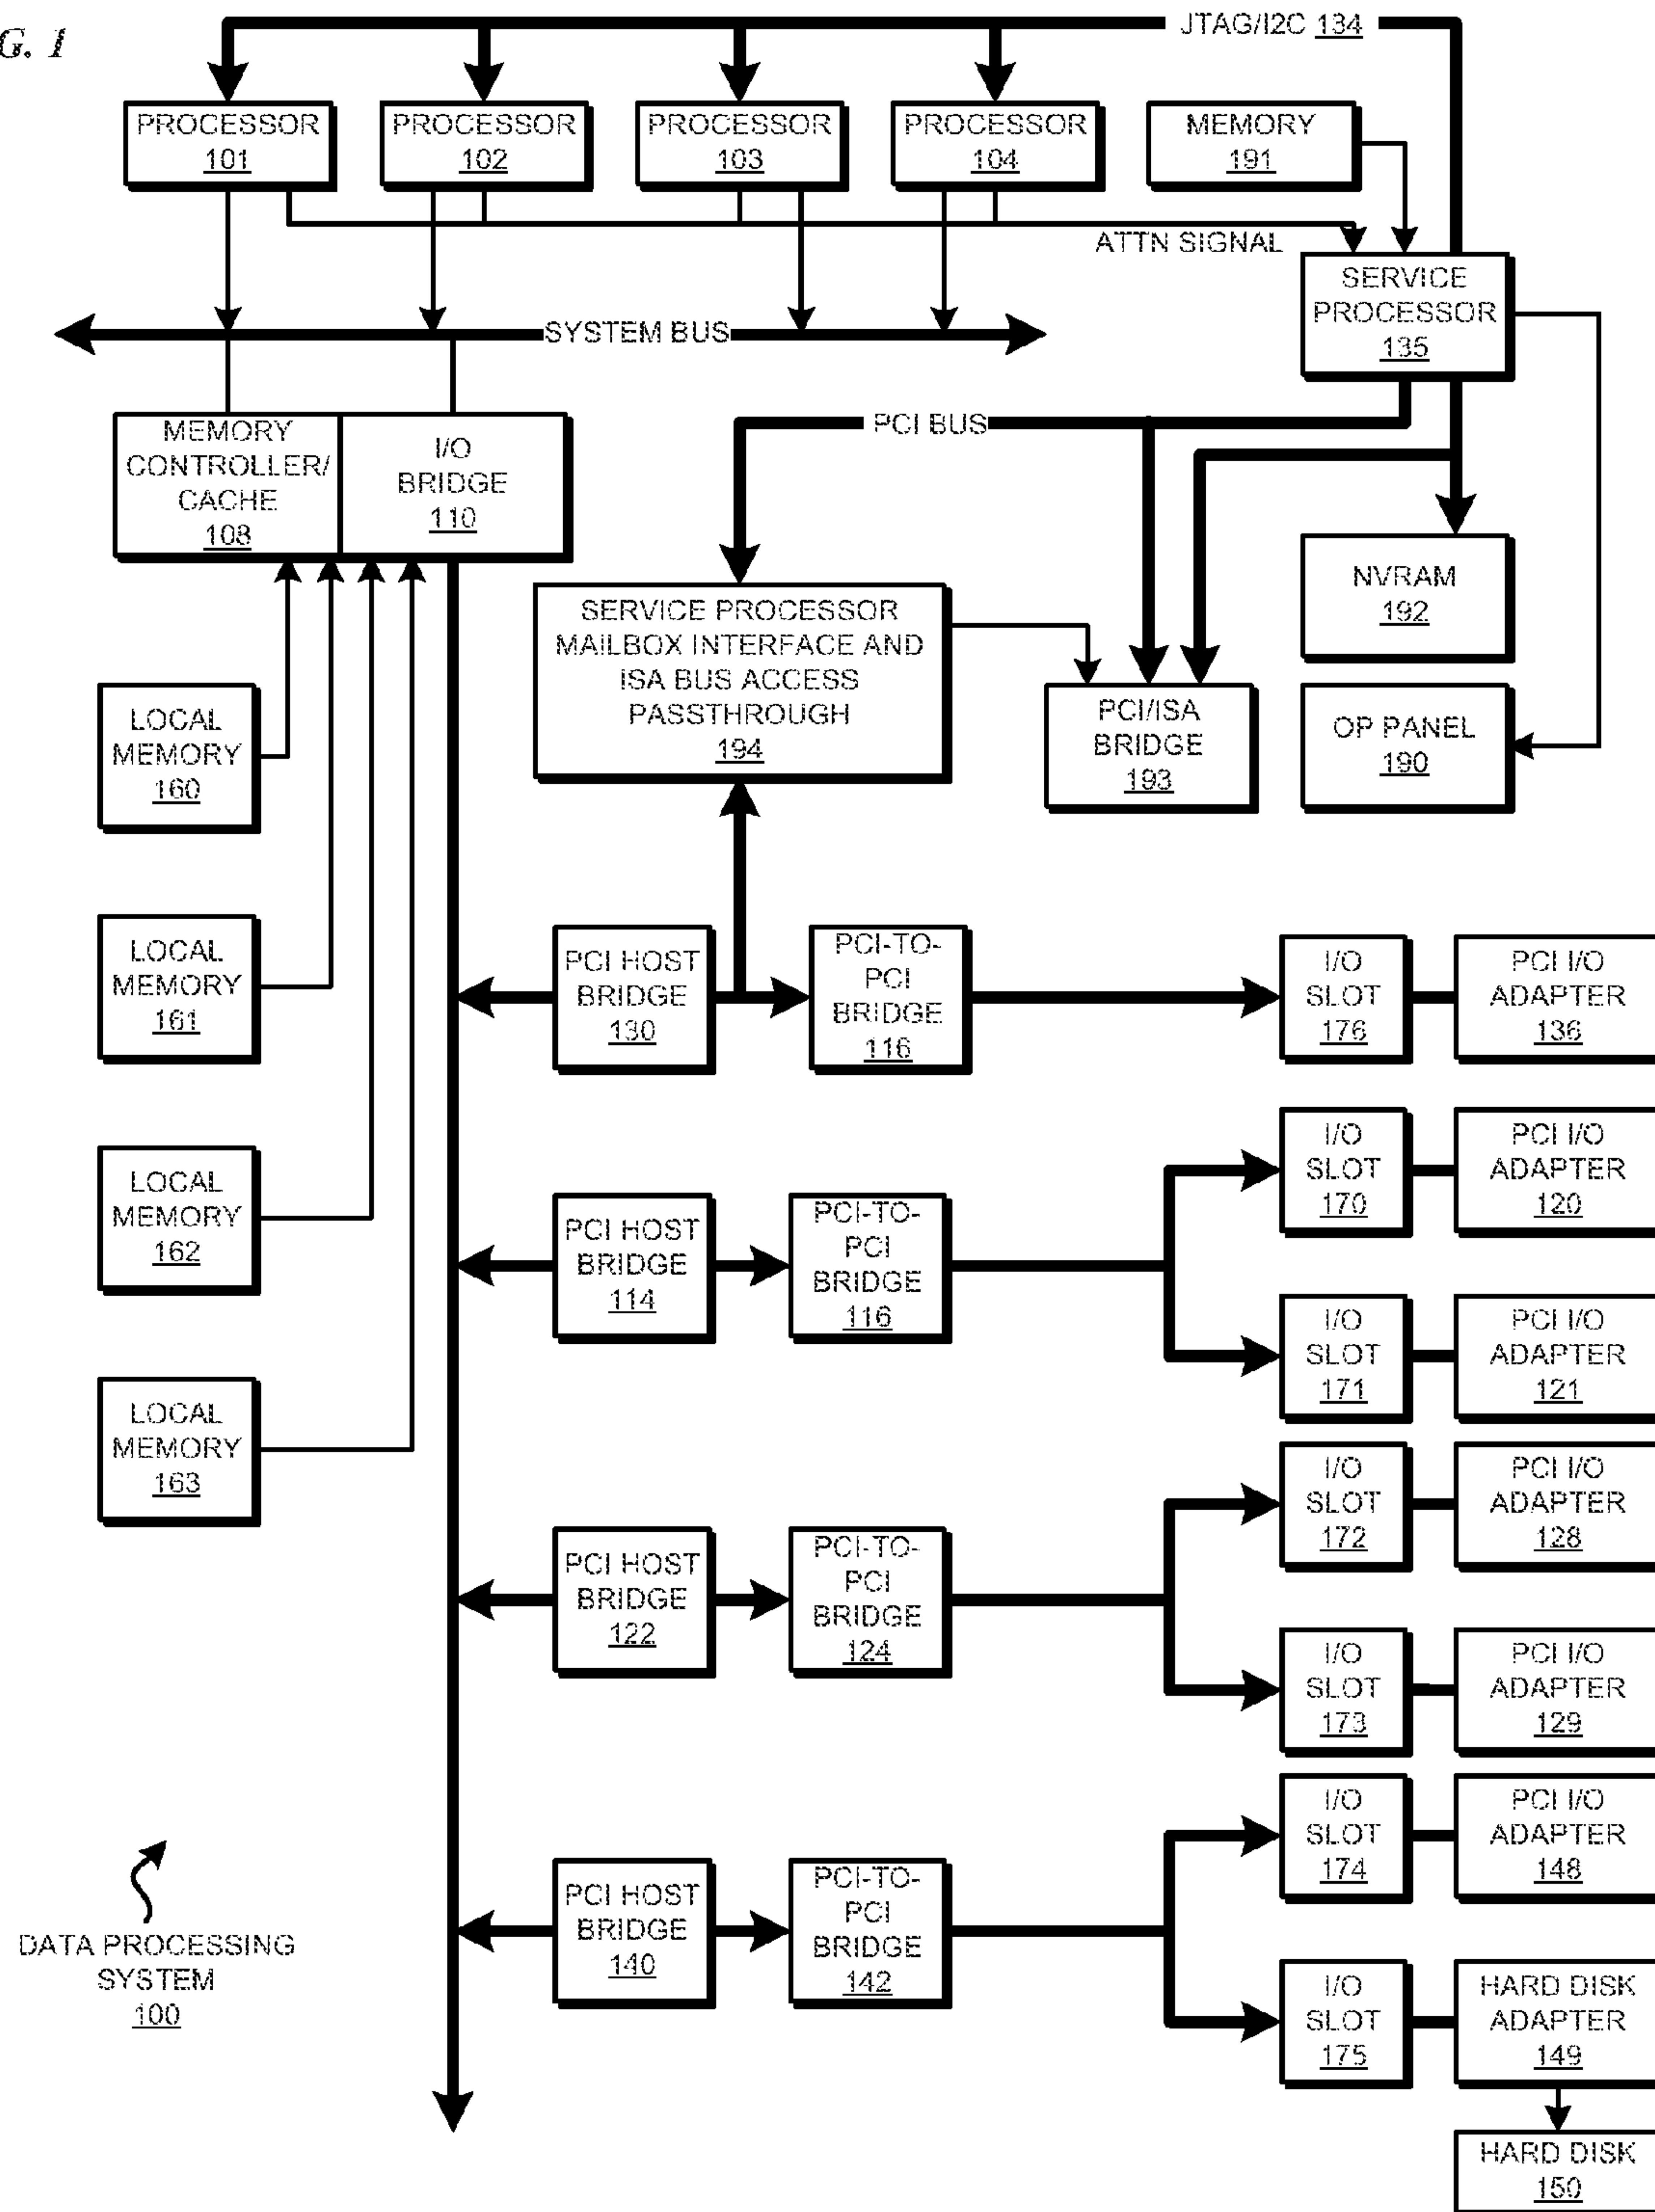 G. 1
JTAG/I2C 134
PROCESSOR
101
PROCESSOR
102
PROCESSOR
103
PROCESSOR
104
MEMORY
191
ATTN SIGNAL
SERVICE
PROCESSOR
135
SYSTEM BUS
PCI BUS
MEMORY
CONTROLLER/
CACHE
108
I/O
BRIDGE
110
NVRAM
192
SERVICE PROCESSOR
MAILBOX INTERFACE AND
ISA BUS ACCESS
PASSTHROUGH
194
PCI/ISA
BRIDGE
193
OP PANEL
190
LOCAL
MEMORY
160
LOCAL
MEMORY
161
PCI HOST
BRIDGE
130
PCI-TO-
PCI
BRIDGE
116
I/O
SLOT
176
PCI I/O
ADAPTER
136
LOCAL
MEMORY
162
PCI HOST
BRIDGE
114
PCI-TO-
PCI
BRIDGE
116
I/O
SLOT
170
PCI I/O
ADAPTER
120
I/O
SLOT
171
PCI I/O
ADAPTER
121
LOCAL
MEMORY
163
PCI HOST
BRIDGE
122
PCI-TO-
PCI
BRIDGE
124
I/O
SLOT
172
PCI I/O
ADAPTER
128
I/O
SLOT
173
PCI I/O
ADAPTER
129
PCI HOST
BRIDGE
140
PCI-TO-
PCI
BRIDGE
142
I/O
SLOT
174
PCI I/O
ADAPTER
148
I/O
SLOT
175
HARD DISK
ADAPTER
149
HARD DISK
150
DATA PROCESSING
SYSTEM
100